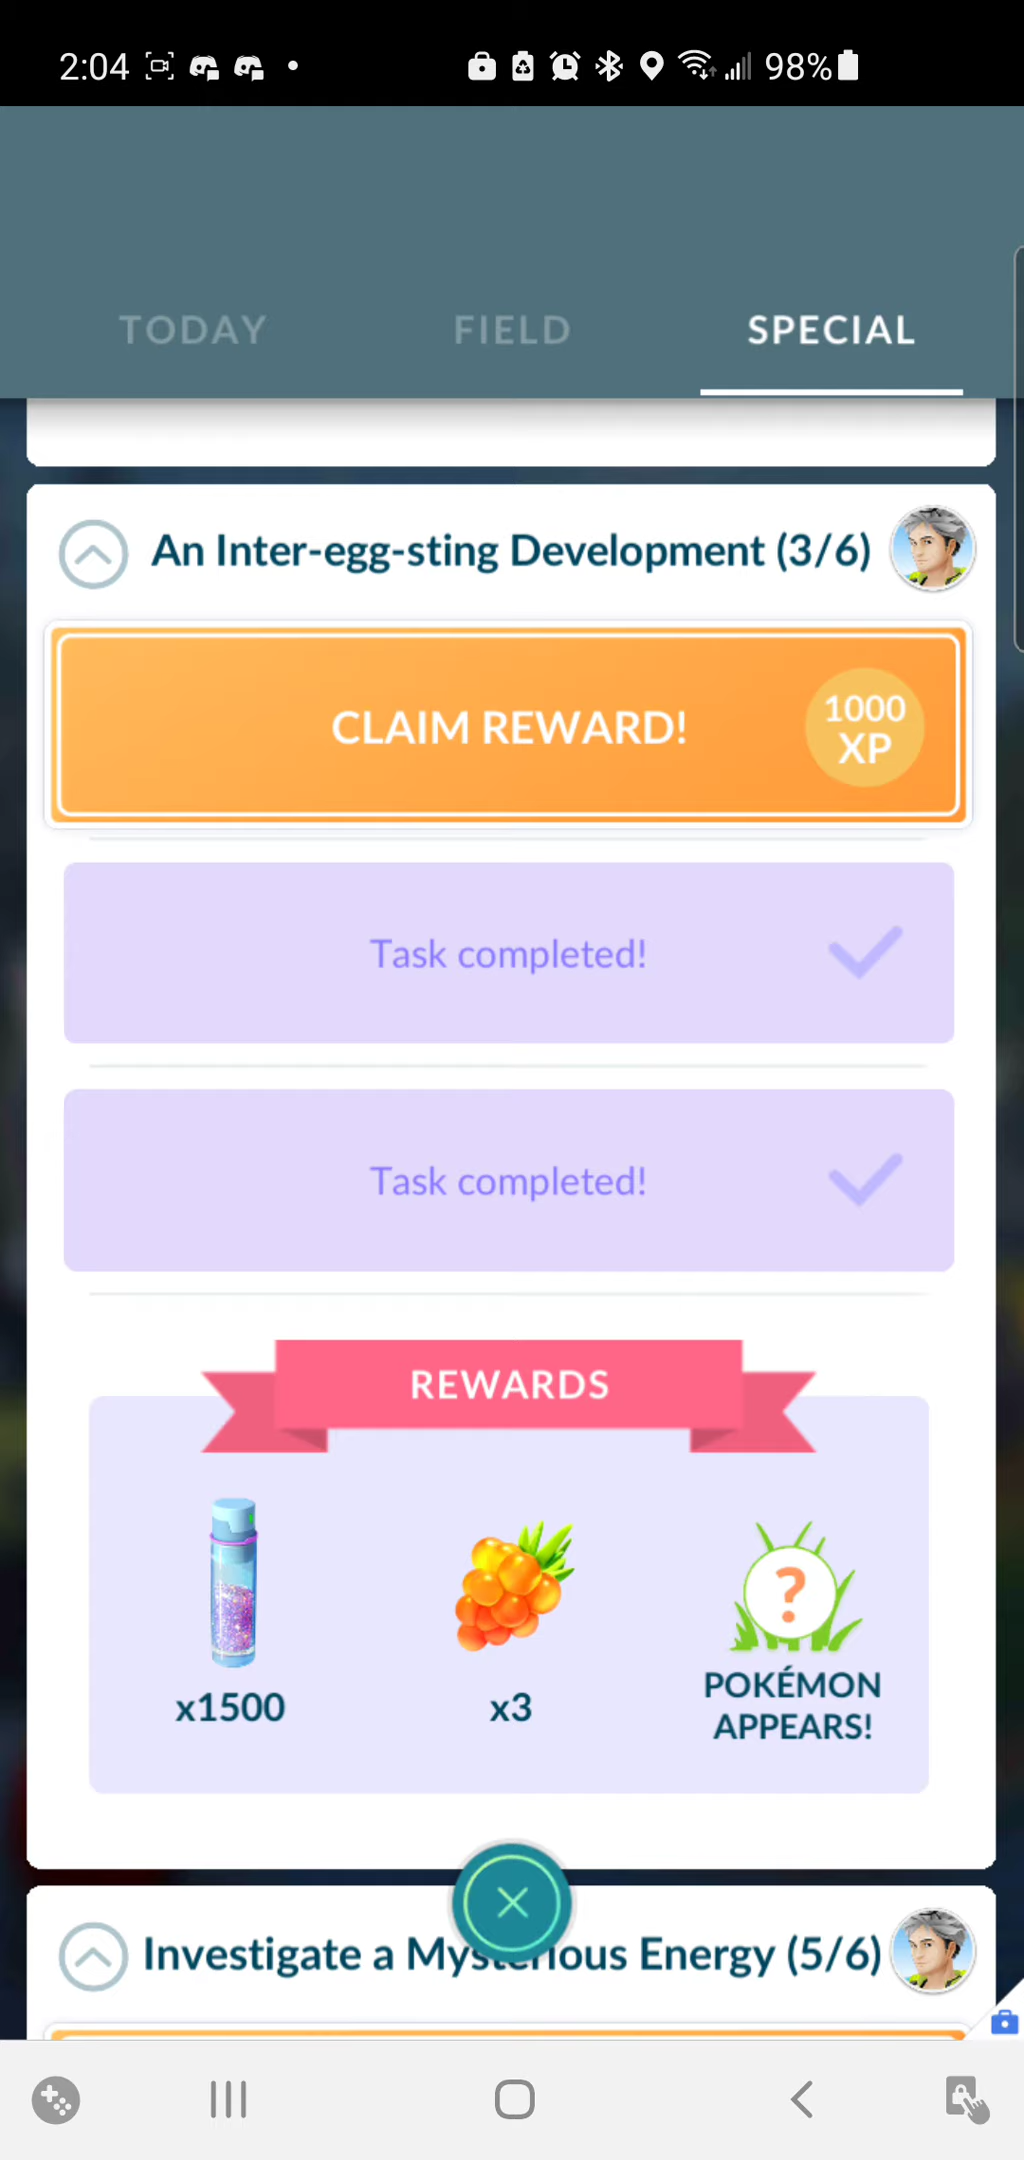 2:04
98%
TODAY FIELD SPECIAL
An Inter-egg-sting Development (3/6)
CLAIM REWARD!
1000
XP
Task completed!
Task completed!
REWARDS
x1500
x3
?
POKÉMON
APPEARS!
Investigate a Mysterious Energy (5/6)